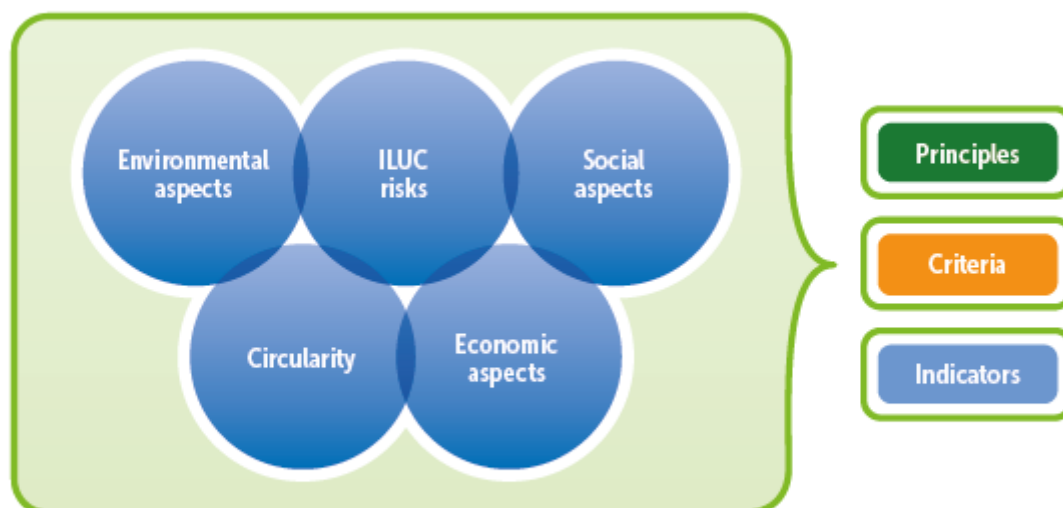 Environmental
aspects
ILUC
risks
Social
aspects
Circularity
Economic
aspects
Principles
Criteria
Indicators